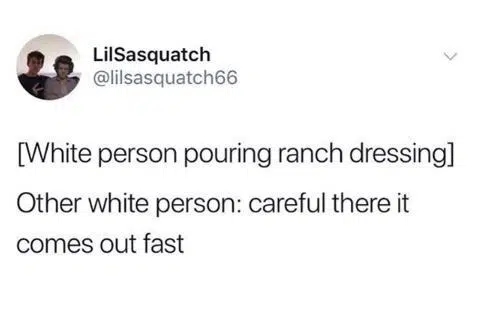 LilSasquatch
@lilsasquatch66
[White person pouring ranch dressing]
Other white person: careful there it
comes out fast